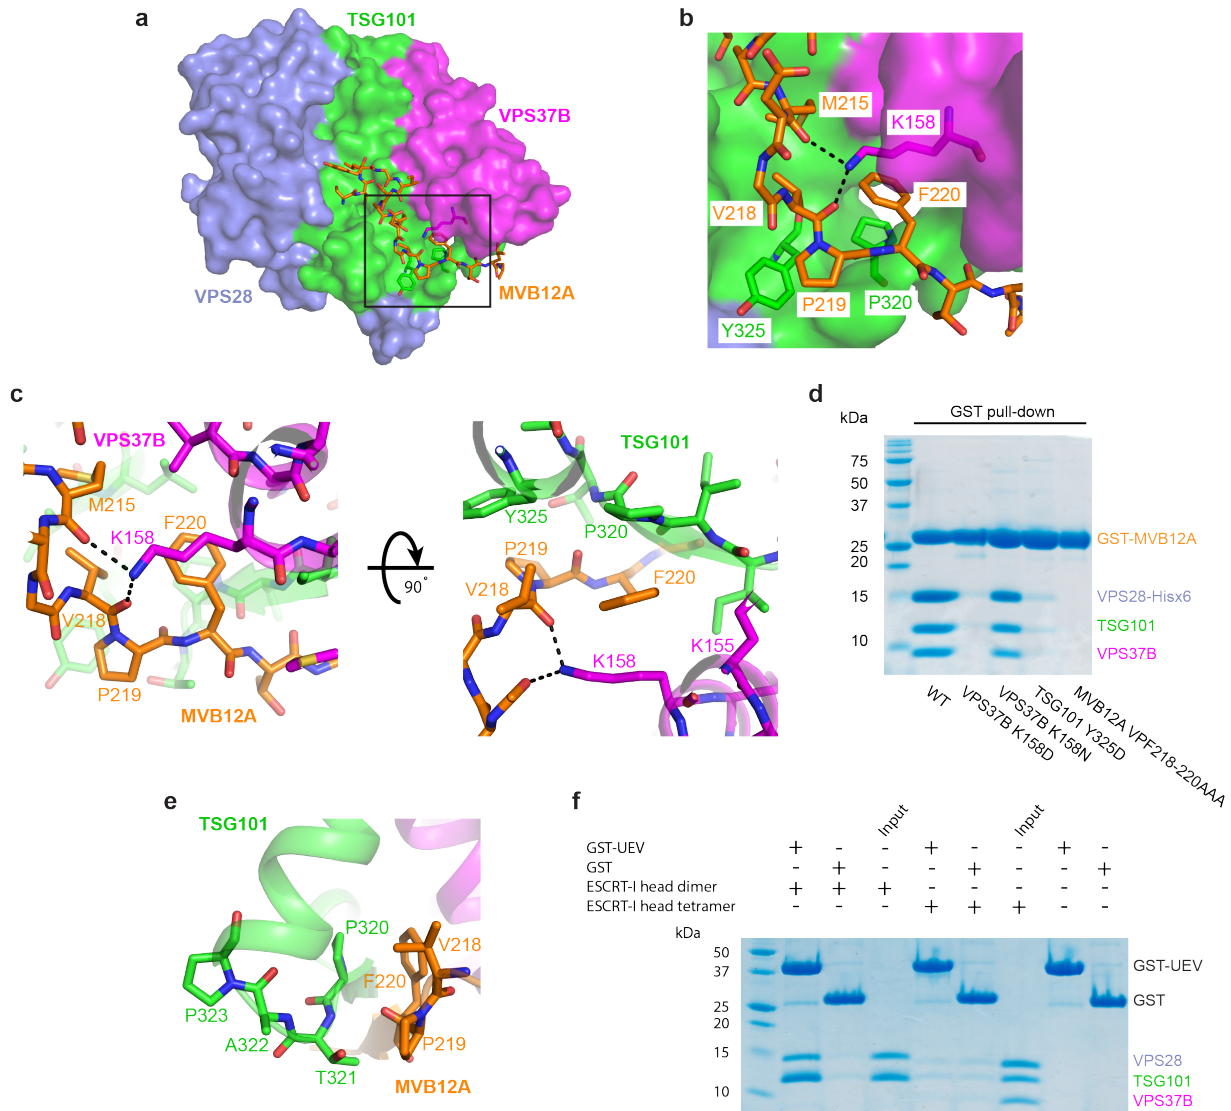 a
TSG101
VPS37B
VPS28
MVB12A
b
M215
K158
V218
F220
P219
P320
Y325
c
VPS37B
M215
K158
F220
V218
P219
MVB12A
90°
TSG101
Y325
P320
P219
V218
F220
K158
K155
d
kDa
GST pull-down
75
50
37
25
20
15
10
GST-MVB12A
VPS28-Hisx6
TSG101
VPS37B
WT
VPS37B K158D
VPS37B K158N
TSG101 Y325D
MVB12A VPF218-220AAA
e
TSG101
P320
V218
F220
P323
A322
P219
T321
MVB12A
f
Input Input
GST-UEV + - - + - - + -
GST - + - - + - - +
ESCRT-I head dimer + + + - - - - -
ESCRT-I head tetramer - - - + + + - -
kDa
50
37
25
20
15
10
GST-UEV
GST
VPS28
TSG101
VPS37B